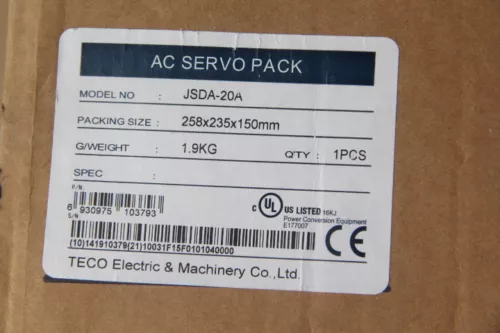 AC SERVO PACK
MODEL NO : JSDA-20A
PACKING SIZE : 258x235x150mm
G/WEIGHT : 1.9KG Q'TY : 1PCS
SPEC :
P/N
6 930975 103793
S/N
(10)141910379(21)10031F15F0101040000
C UL US LISTED 16KJ
Power Conversion Equipment
E177007
CE
TECO Electric & Machinery Co.,Ltd.